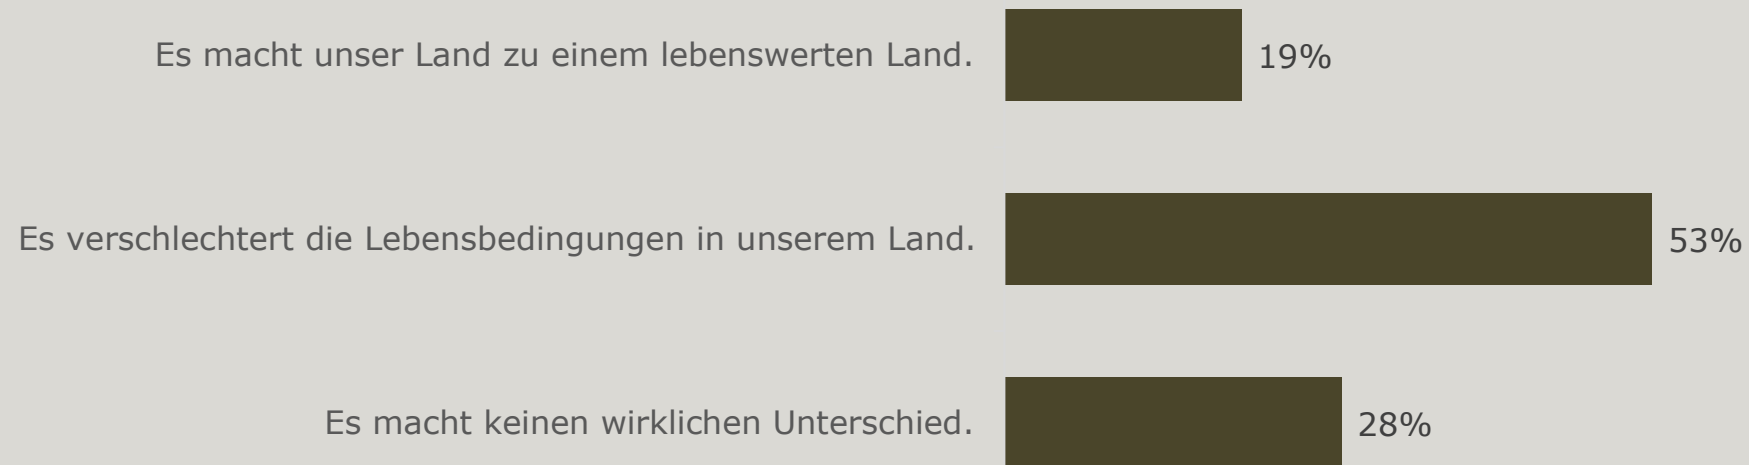 Es macht unser Land zu einem lebenswerten Land. 19%
Es verschlechtert die Lebensbedingungen in unserem Land. 53%
Es macht keinen wirklichen Unterschied. 28%